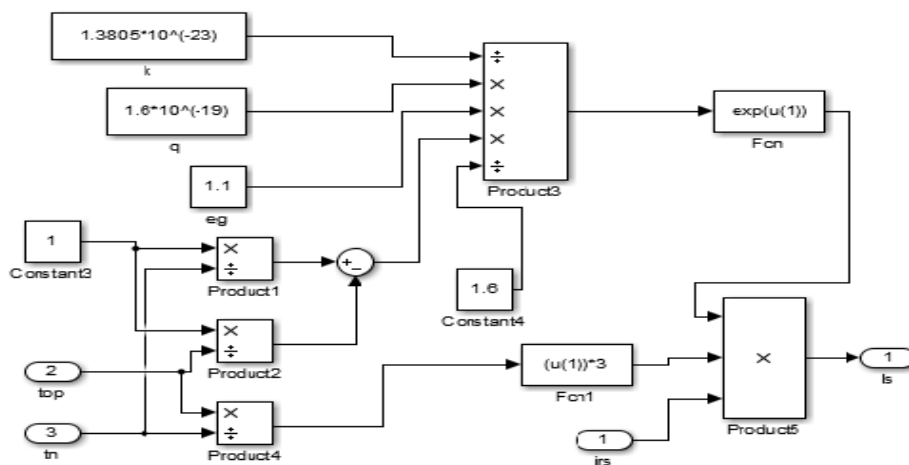 1.3805*10^(-23)
k
1.6*10^(-19)
q
1.1
eg
1
Constant3
×
÷
Product1
×
÷
Product2
2
top
3
tn
×
÷
Product4
+
−
÷
×
×
×
÷
Product3
1.6
Constant4
exp(u(1))
Fcn
(u(1))*3
Fcn1
1
irs
×
Product5
1
Is